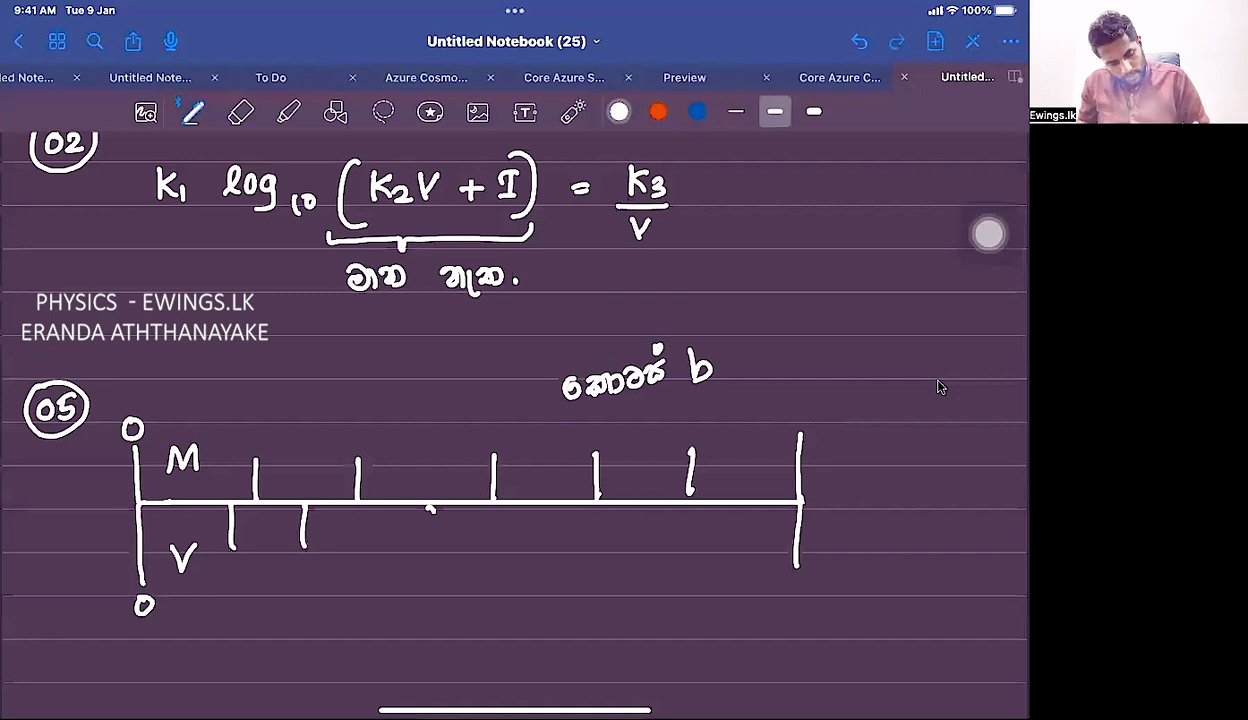 9:41 AM Tue 9 Jan
100%
Untitled Notebook (25)
led Note...
Untitled Note...
To Do
Azure Cosmo...
Core Azure S...
Preview
Core Azure C...
Untitled...
Ewings.lk
02
K₁ log₁₀ (K₂V + I) = K₃/V
මාන නැත.
PHYSICS - EWINGS.LK
ERANDA ATHTHANAYAKE
කොටස් b
05
0
M
V
0